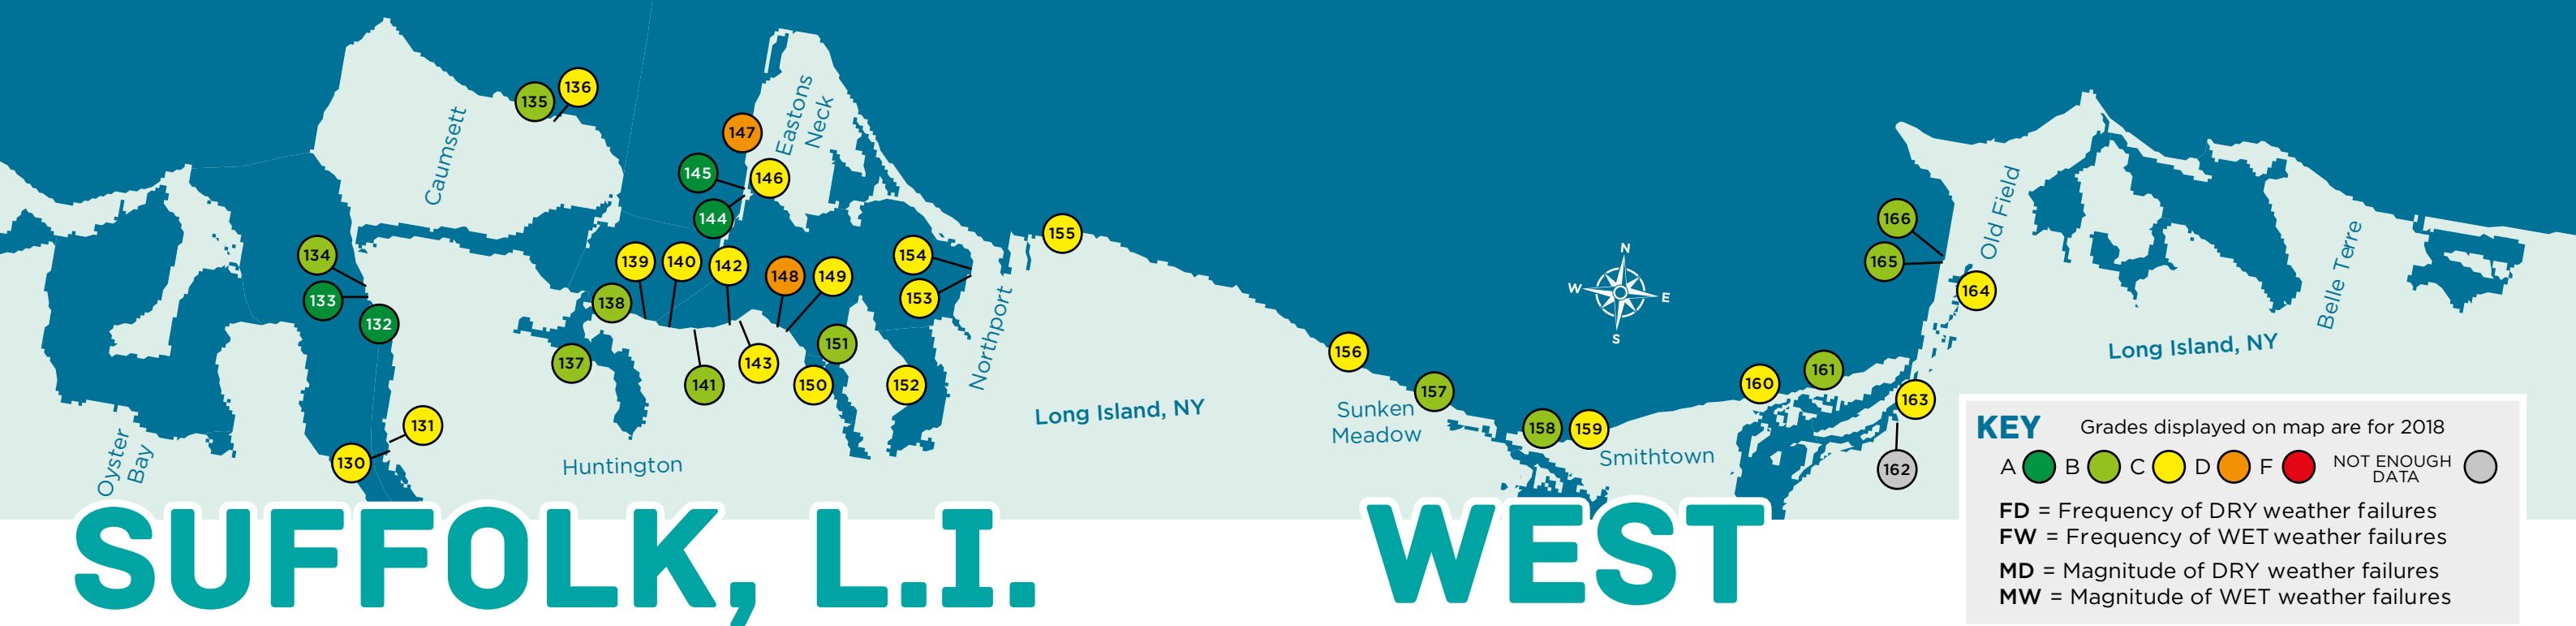 136
135
Caumsett
147
Eastons
Neck
145
146
144
134
133
132
139
140
142
148
149
154
153
155
138
137
141
143
151
150
152
Northport
131
130
Oyster
Bay
Huntington
Long Island, NY
N
W
E
S
156
157
Sunken
Meadow
158
159
Smithtown
160
161
166
165
164
Old Field
163
162
Belle Terre
Long Island, NY
SUFFOLK, L.I.
WEST
KEY Grades displayed on map are for 2018
A B C D F NOT ENOUGH
DATA
FD = Frequency of DRY weather failures
FW = Frequency of WET weather failures
MD = Magnitude of DRY weather failures
MW = Magnitude of WET weather failures